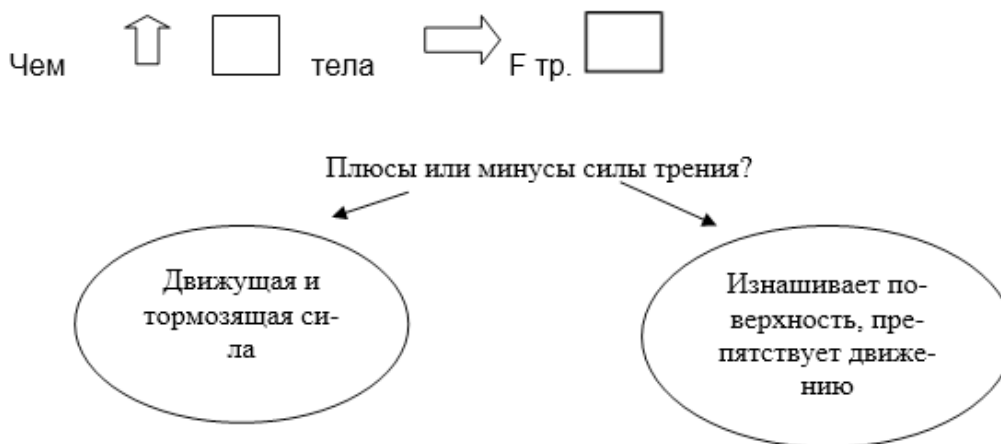 Чем тела F тр.
Плюсы или минусы силы трения?
Движущая и
тормозящая си-
ла
Изнашивает по-
верхность, пре-
пятствует движе-
нию